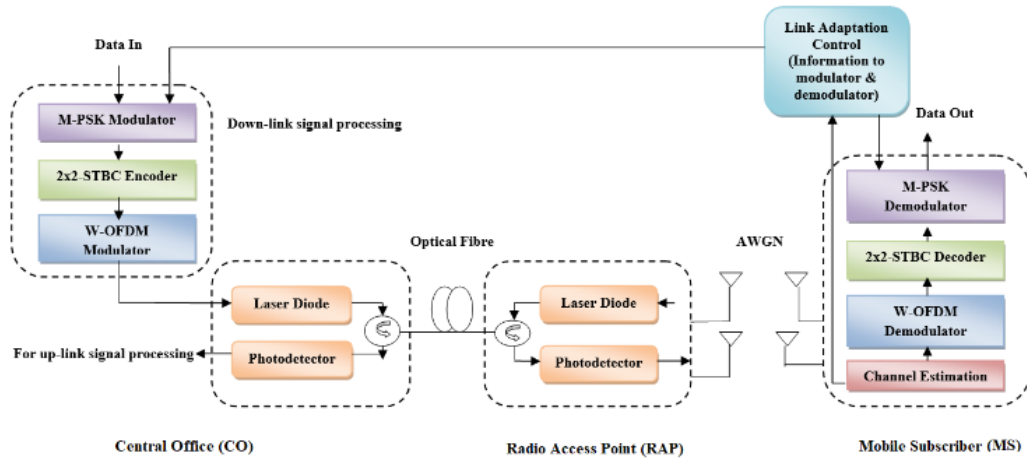 Data In
Link Adaptation
Control
(Information to
modulator &
demodulator)
Data Out
M-PSK Modulator
Down-link signal processing
2x2-STBC Encoder
W-OFDM
Modulator
M-PSK
Demodulator
2x2-STBC Decoder
W-OFDM
Demodulator
Channel Estimation
Optical Fibre
AWGN
Laser Diode
Laser Diode
For up-link signal processing
Photodetector
Photodetector
Central Office (CO)
Radio Access Point (RAP)
Mobile Subscriber (MS)